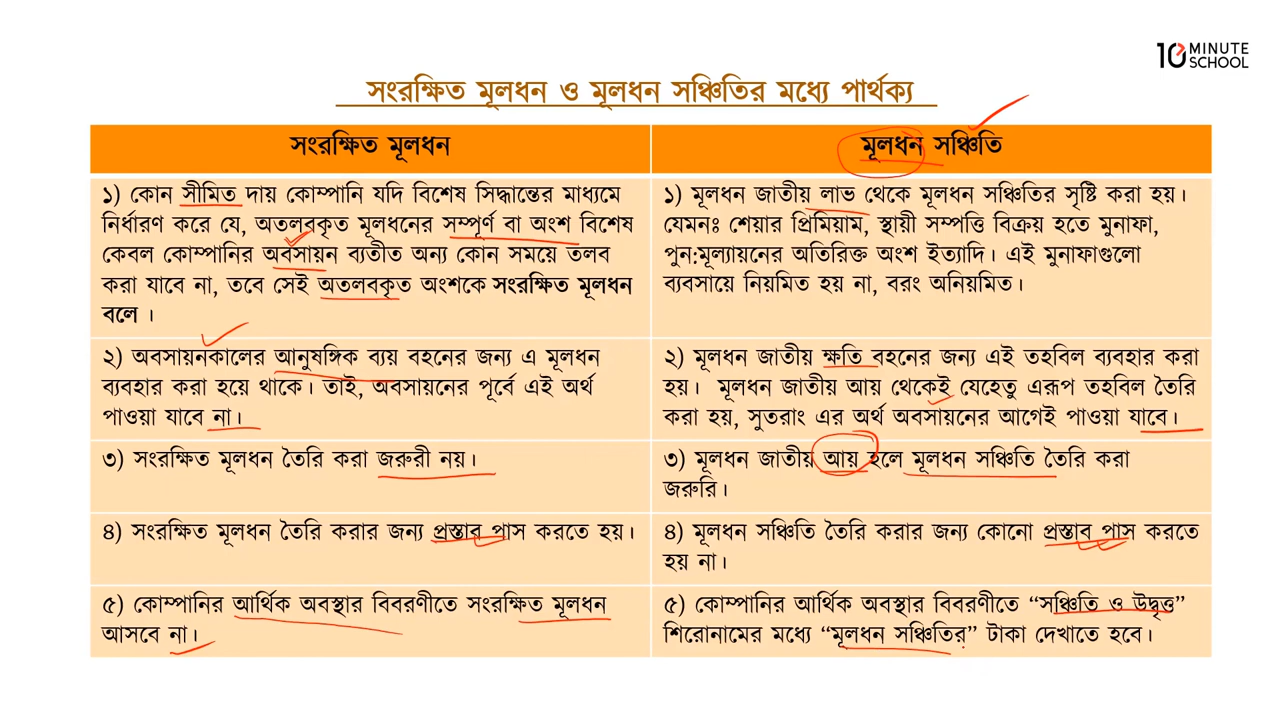 10 MINUTE SCHOOL
সংরক্ষিত মূলধন ও মূলধন সঞ্চিতির মধ্যে পার্থক্য
সংরক্ষিত মূলধন
১) কোন সীমিত দায় কোম্পানি যদি বিশেষ সিদ্ধান্তের মাধ্যমে
নির্ধারণ করে যে, অতলবকৃত মূলধনের সম্পূর্ণ বা অংশ বিশেষ
কেবল কোম্পানির অবসায়ন ব্যতীত অন্য কোন সময়ে তলব
করা যাবে না, তবে সেই অতলবকৃত অংশকে সংরক্ষিত মূলধন
বলে ।
২) অবসায়নকালের আনুষঙ্গিক ব্যয় বহনের জন্য এ মূলধন
ব্যবহার করা হয়ে থাকে। তাই, অবসায়নের পূর্বে এই অর্থ
পাওয়া যাবে না।
৩) সংরক্ষিত মূলধন তৈরি করা জরুরী নয়।
৪) সংরক্ষিত মূলধন তৈরি করার জন্য প্রস্তাব পাস করতে হয়।
৫) কোম্পানির আর্থিক অবস্থার বিবরণীতে সংরক্ষিত মূলধন
আসবে না।
মূলধন সঞ্চিতি
১) মূলধন জাতীয় লাভ থেকে মূলধন সঞ্চিতির সৃষ্টি করা হয়।
যেমনঃ শেয়ার প্রিমিয়াম, স্থায়ী সম্পত্তি বিক্রয় হতে মুনাফা,
পুন:মূল্যায়নের অতিরিক্ত অংশ ইত্যাদি। এই মুনাফাগুলো
ব্যবসায়ে নিয়মিত হয় না, বরং অনিয়মিত।
২) মূলধন জাতীয় ক্ষতি বহনের জন্য এই তহবিল ব্যবহার করা
হয়। মূলধন জাতীয় আয় থেকেই যেহেতু এরূপ তহবিল তৈরি
করা হয়, সুতরাং এর অর্থ অবসায়নের আগেই পাওয়া যাবে।
৩) মূলধন জাতীয় আয় হলে মূলধন সঞ্চিতি তৈরি করা
জরুরি।
৪) মূলধন সঞ্চিতি তৈরি করার জন্য কোনো প্রস্তাব পাস করতে
হয় না।
৫) কোম্পানির আর্থিক অবস্থার বিবরণীতে “সঞ্চিতি ও উদ্বৃত্ত”
শিরোনামের মধ্যে “মূলধন সঞ্চিতির” টাকা দেখাতে হবে।